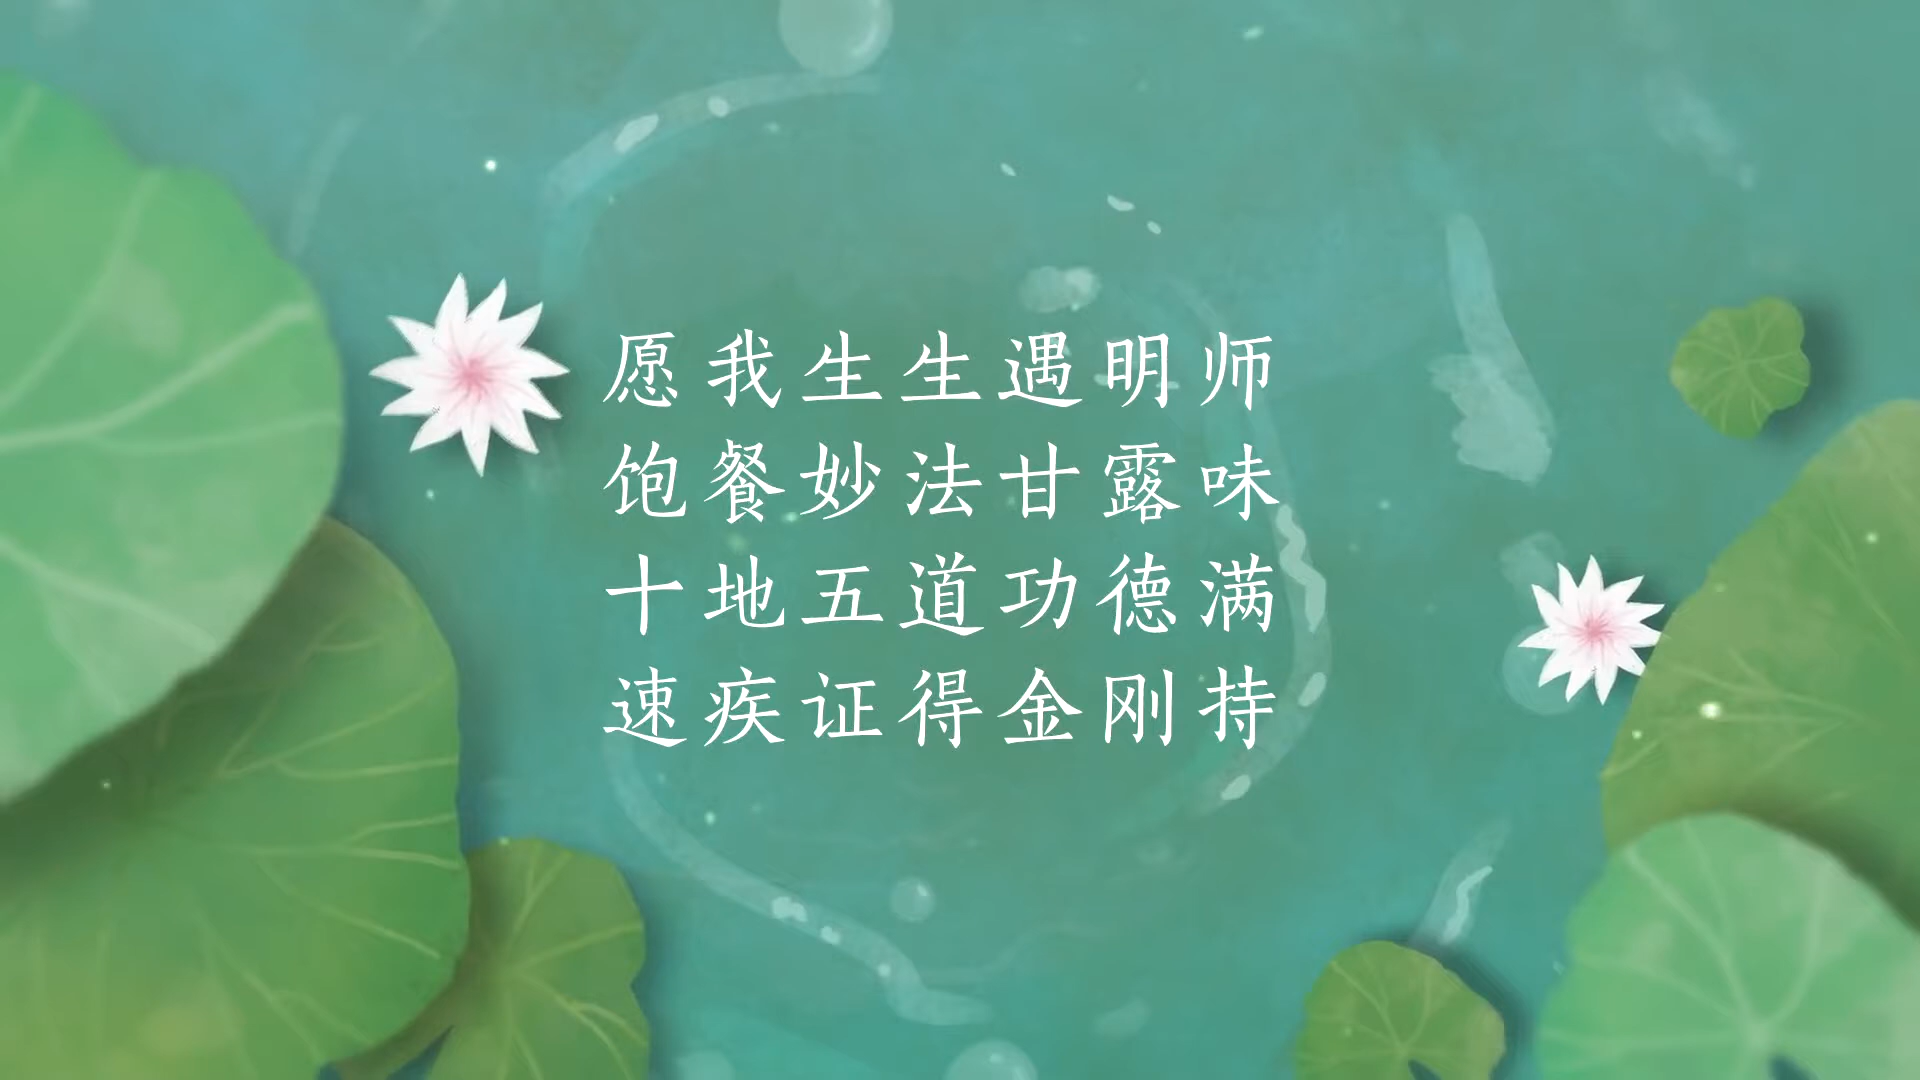 愿我生生遇明师
饱餐妙法甘露味
十地五道功德满
速疾证得金刚持